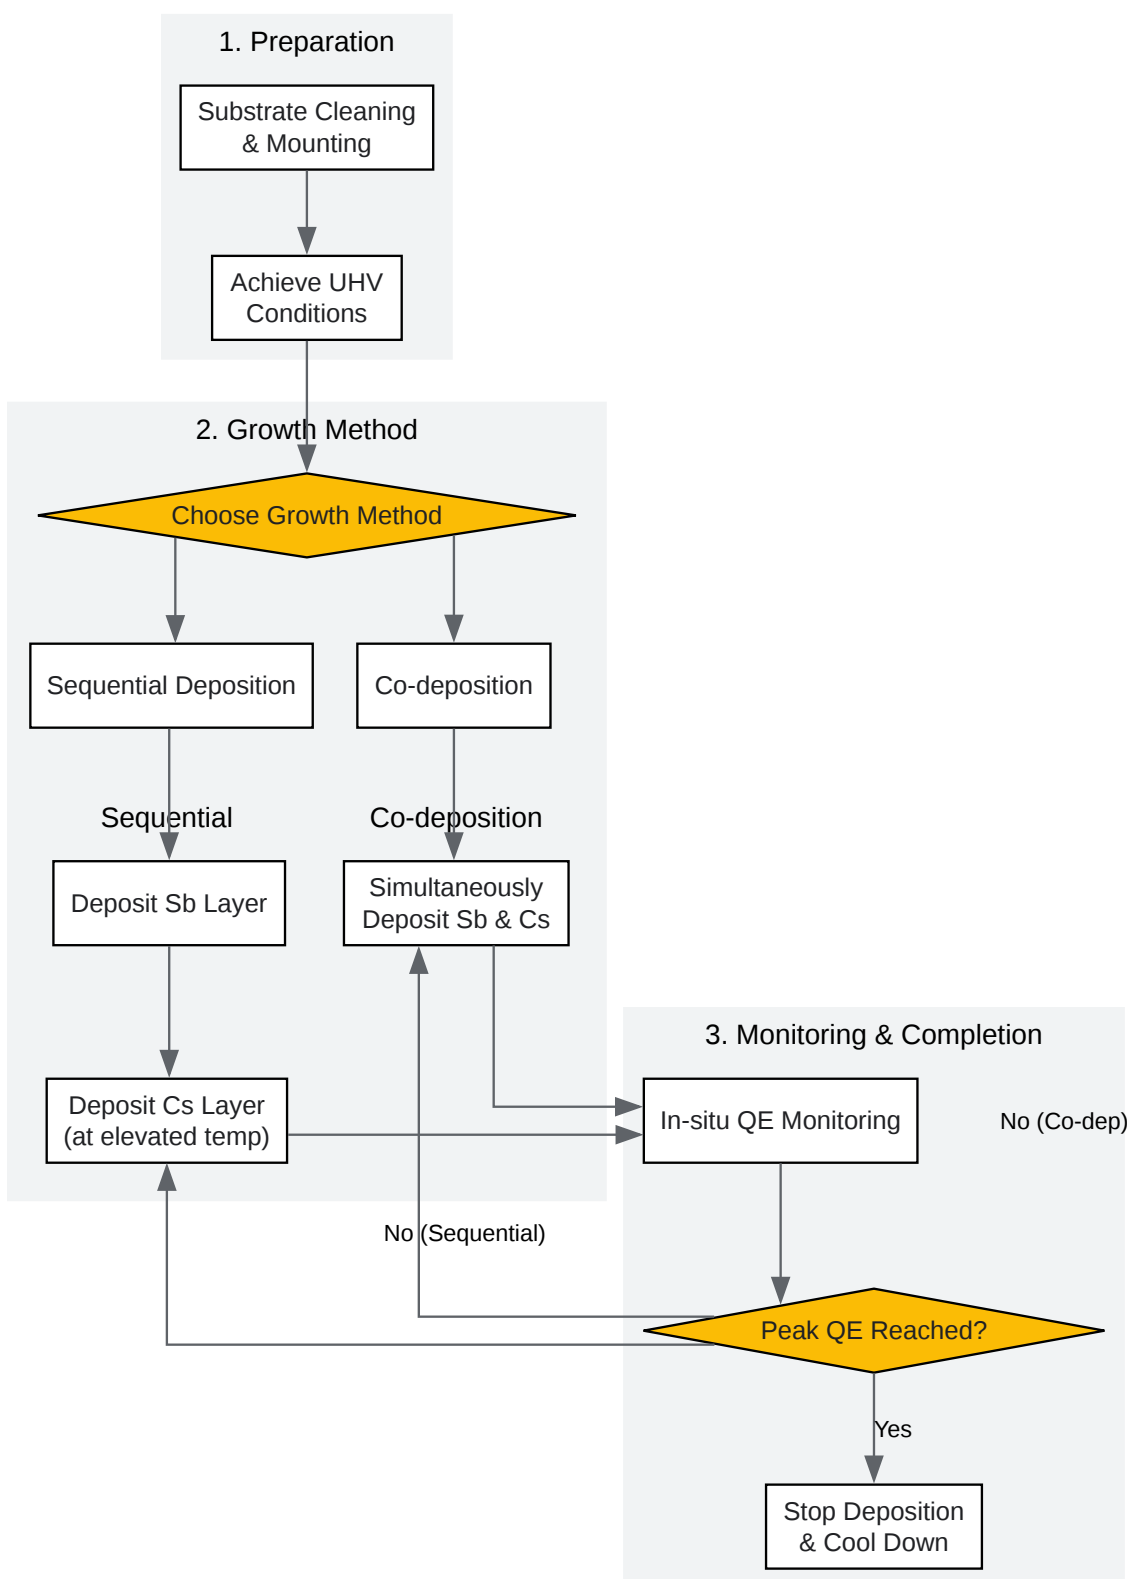 1. Preparation
Substrate Cleaning
& Mounting
Achieve UHV
Conditions
2. Growth Method
Choose Growth Method
Sequential Deposition
Co-deposition
Sequential
Co-deposition
Deposit Sb Layer
Simultaneously
Deposit Sb & Cs
3. Monitoring & Completion
Deposit Cs Layer
(at elevated temp)
In-situ QE Monitoring
No (Co-dep)
No (Sequential)
Peak QE Reached?
Yes
Stop Deposition
& Cool Down